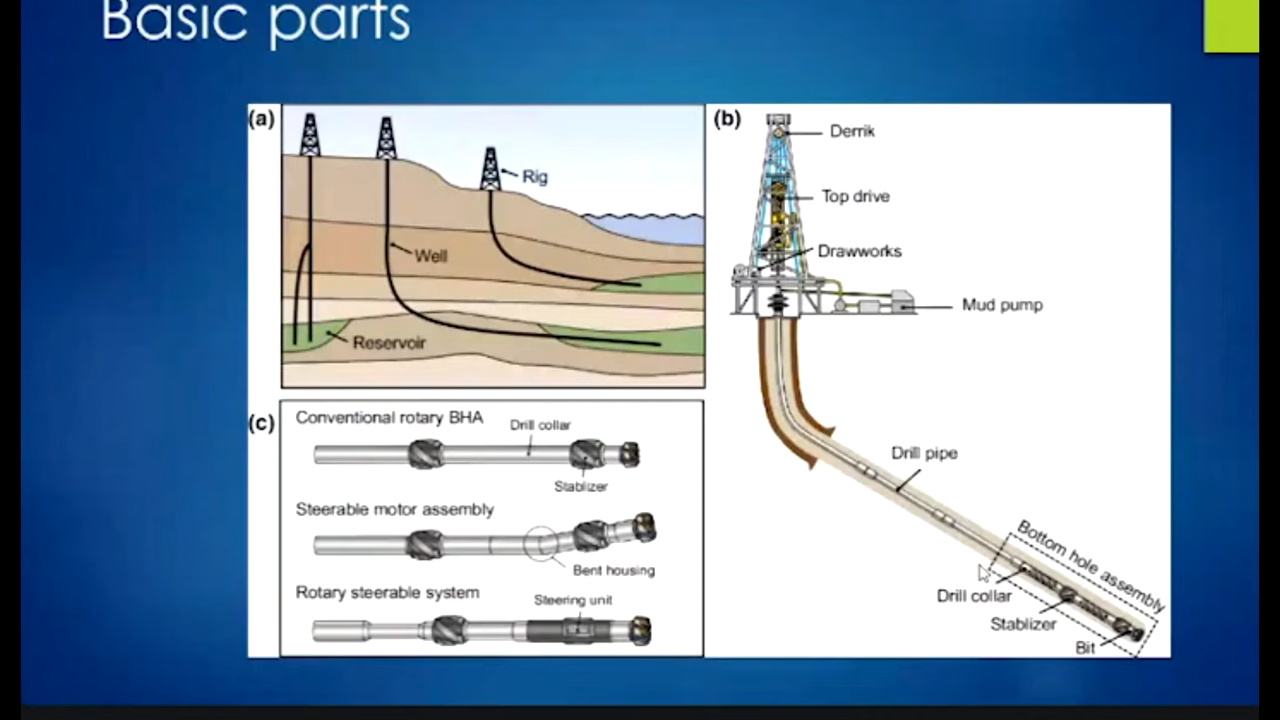 Basic parts
(a)
Rig
Well
Reservoir
(b)
Derrik
Top drive
Drawworks
Mud pump
Drill pipe
Bottom hole assembly
Drill collar
Stablizer
Bit
(c)
Conventional rotary BHA
Drill collar
Stablizer
Steerable motor assembly
Bent housing
Rotary steerable system
Steering unit